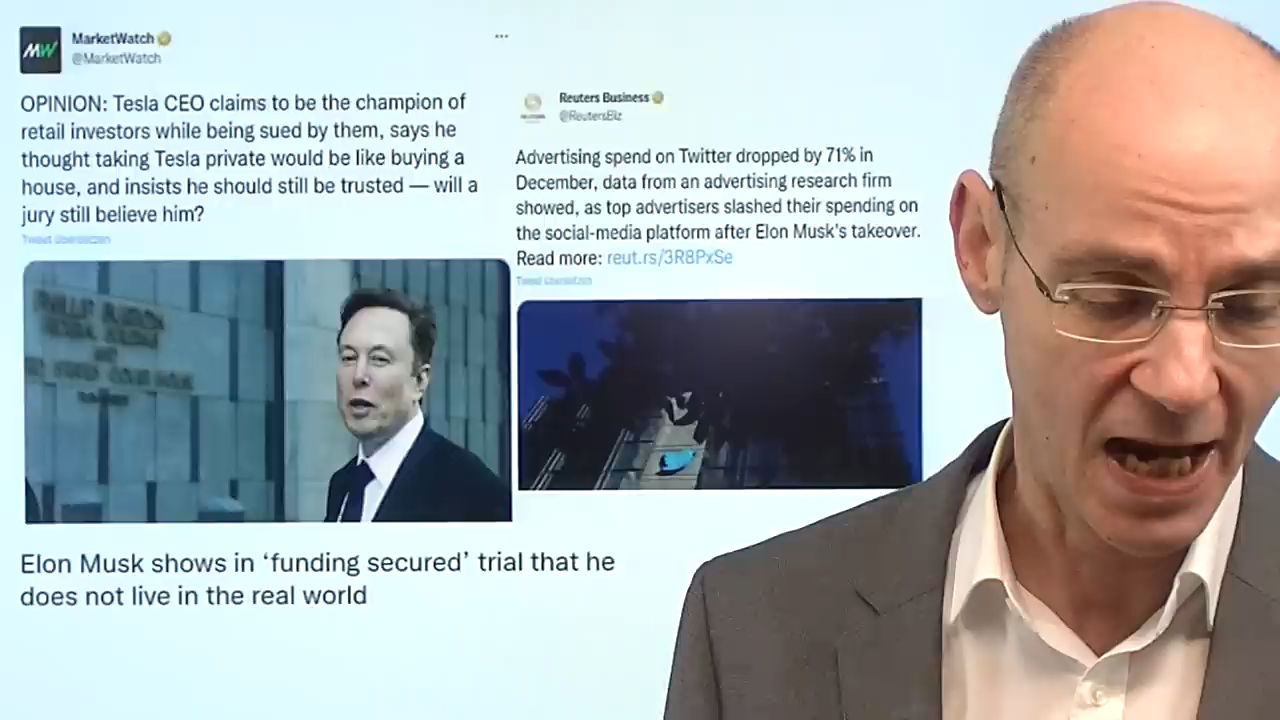 MW
MarketWatch
@MarketWatch
OPINION: Tesla CEO claims to be the champion of
retail investors while being sued by them, says he
thought taking Tesla private would be like buying a
house, and insists he should still be trusted — will a
jury still believe him?
Tweet übersetzen
Elon Musk shows in ‘funding secured’ trial that he
does not live in the real world
Reuters Business
@ReutersBiz
Advertising spend on Twitter dropped by 71% in
December, data from an advertising research firm
showed, as top advertisers slashed their spending on
the social-media platform after Elon Musk's takeover.
Read more: reut.rs/3R8PxSe
Tweet übersetzen